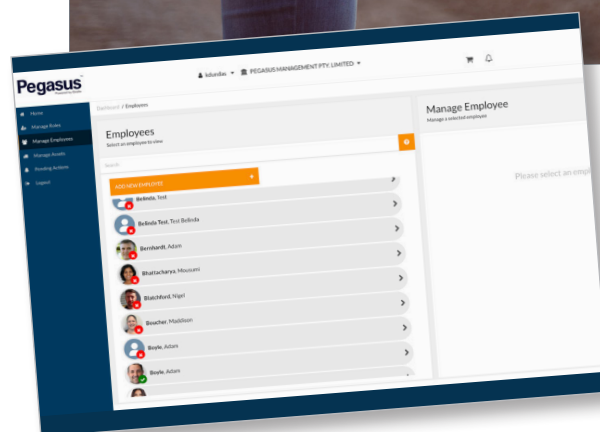 Pegasus
kdunlas PEGASUS MANAGEMENT PTY. LIMITED
Home
Manage Roles
Manage Employees
Manage Assets
Pending Actions
Logout
Dashboard / Employees
Employees
Select an employee to view
Search
ADD NEW EMPLOYEE +
Belinda, Test
Belinda Test, Test Belinda
Bernhardt, Adam
Bhattacharya, Mousumi
Blatchford, Nigel
Boucher, Maddison
Boyle, Adam
Boyle, Adam
Manage Employee
Manage a selected employee
Please select an empl